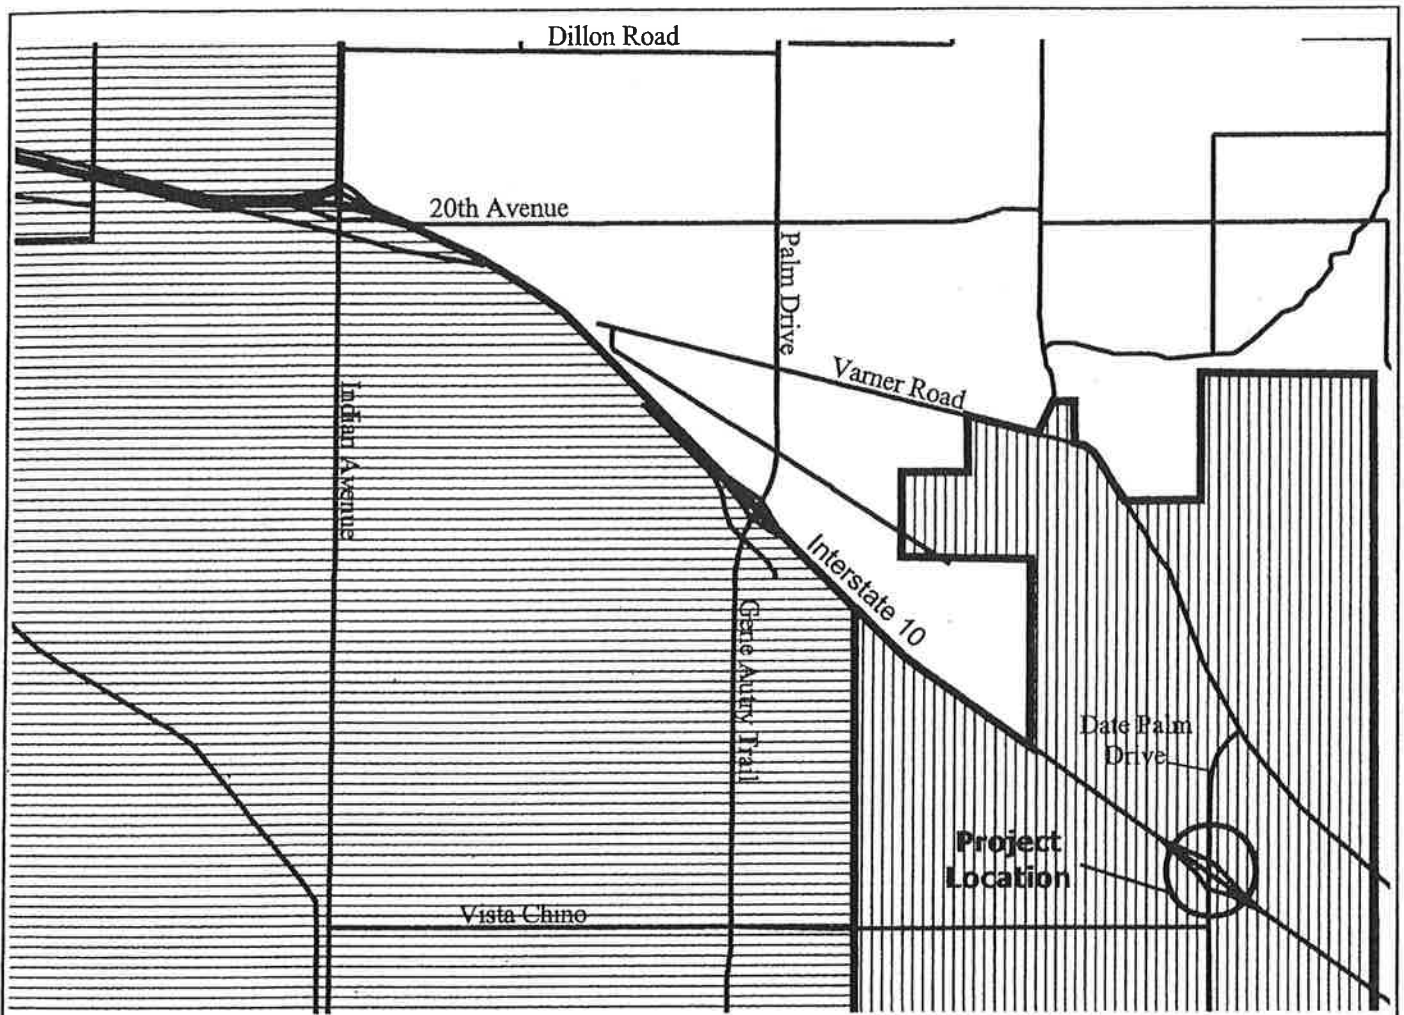 Dillon Road
20th Avenue
Palm Drive
Varner Road
Indian Avenue
Interstate 10
Gene Autry Trail
Date Palm
Drive
Project
Location
Vista Chino